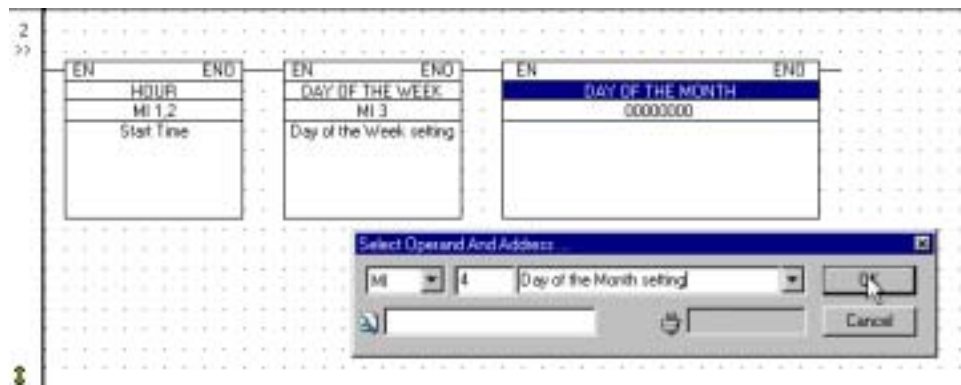 2
>>
EN ENO EN ENO EN ENO
HOUR DAY OF THE WEEK DAY OF THE MONTH
MI 1,2 MI 3 00000000
Start Time Day of the Week setting
Select Operand And Address ...
MI 4 Day of the Month setting OK
Cancel